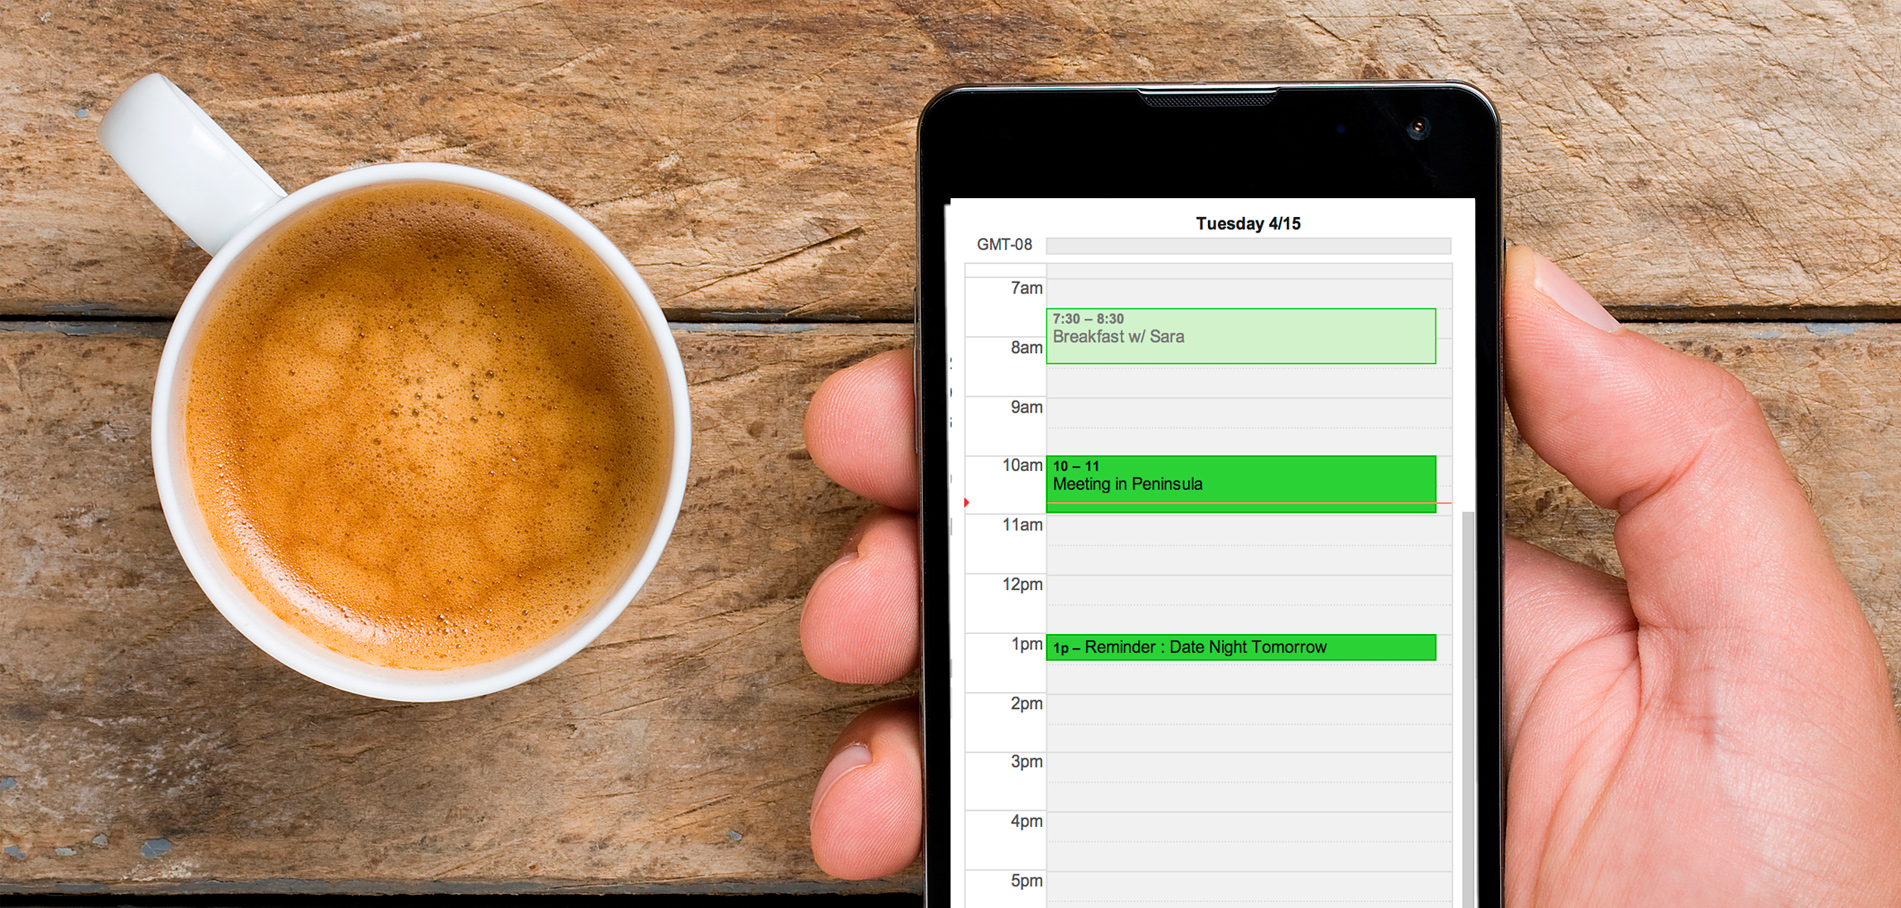 Tuesday 4/15
GMT-08
7am
7:30 – 8:30
Breakfast w/ Sara
8am
9am
10am
10 – 11
Meeting in Peninsula
11am
12pm
1pm
1p – Reminder : Date Night Tomorrow
2pm
3pm
4pm
5pm